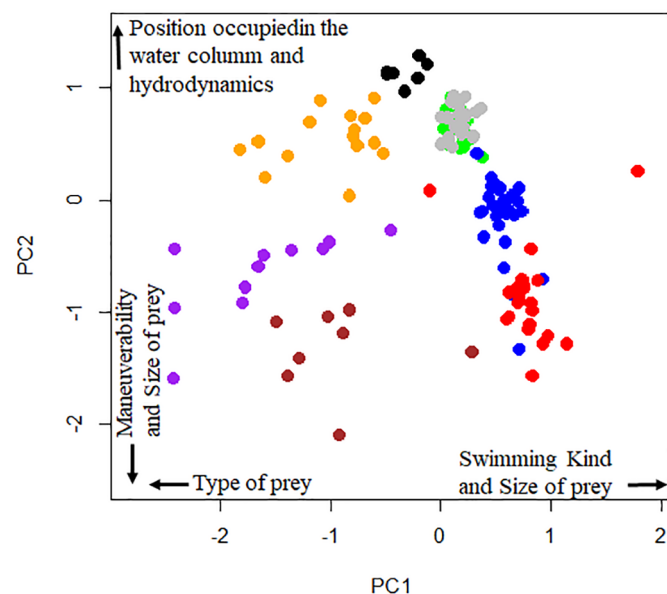 Position occupiedin the
water columm and
hydrodynamics
1
0
-1
-2
PC2
Maneuverability
and Size of prey
Type of prey
Swimming Kind
and Size of prey
-2
-1
0
1
2
PC1